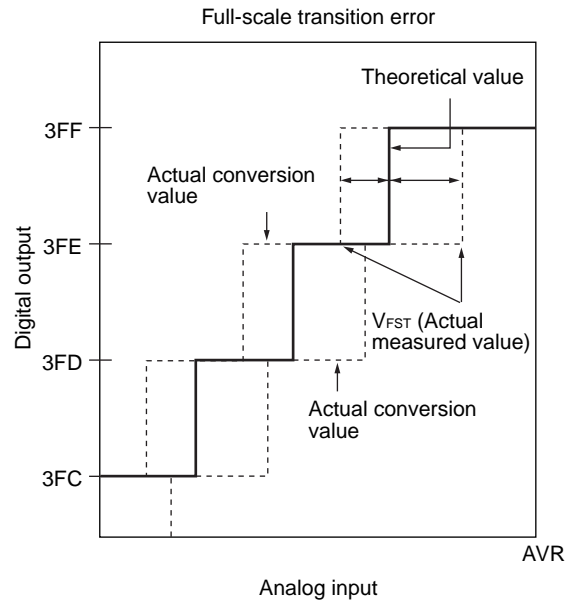 Full-scale transition error
Theoretical value
3FF
Actual conversion
value
3FE
Digital output
VFST (Actual
measured value)
3FD
Actual conversion
value
3FC
AVR
Analog input